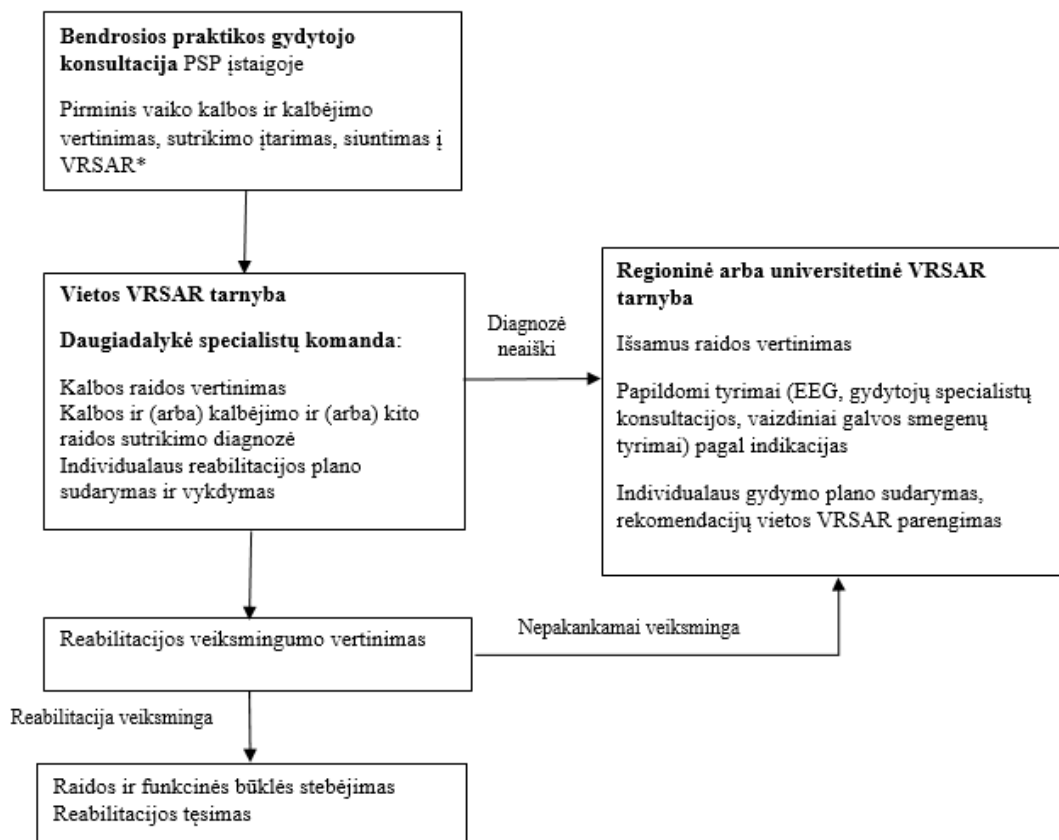 Bendrosios praktikos gydytojo
konsultacija PSP įstaigoje
Pirminis vaiko kalbos ir kalbėjimo
vertinimas, sutrikimo įtarimas, siuntimas į
VRSAR*
Vietos VRSAR tarnyba
Daugiadalykė specialistų komanda:
Kalbos raidos vertinimas
Kalbos ir (arba) kalbėjimo ir (arba) kito
raidos sutrikimo diagnozė
Individualaus reabilitacijos plano
sudarymas ir vykdymas
Diagnozė
neaiški
Regioninė arba universitetinė VRSAR
tarnyba
Išsamus raidos vertinimas
Papildomi tyrimai (EEG, gydytojų specialistų
konsultacijos, vaizdiniai galvos smegenų
tyrimai) pagal indikacijas
Individualaus gydymo plano sudarymas,
rekomendacijų vietos VRSAR parengimas
Reabilitacijos veiksmingumo vertinimas
Nepakankamai veiksminga
Reabilitacija veiksminga
Raidos ir funkcinės būklės stebėjimas
Reabilitacijos tęsimas